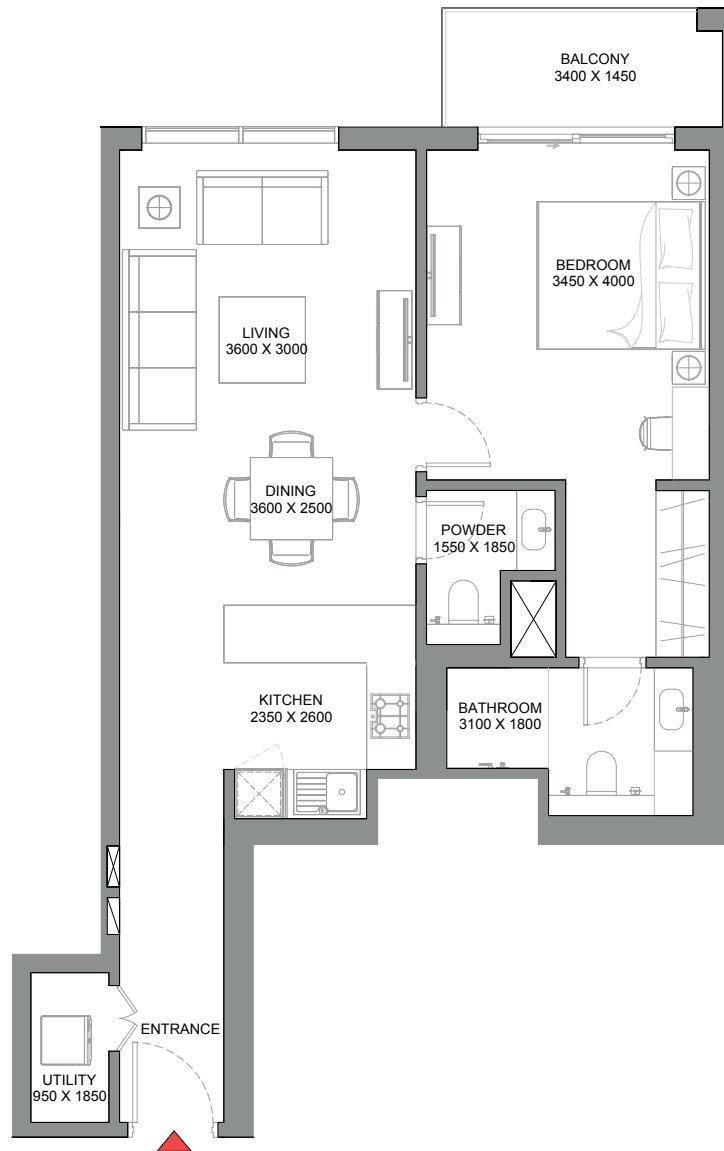 BALCONY
3400 X 1450
BEDROOM
3450 X 4000
LIVING
3600 X 3000
DINING
3600 X 2500
POWDER
1550 X 1850
KITCHEN
2350 X 2600
BATHROOM
3100 X 1800
ENTRANCE
UTILITY
950 X 1850